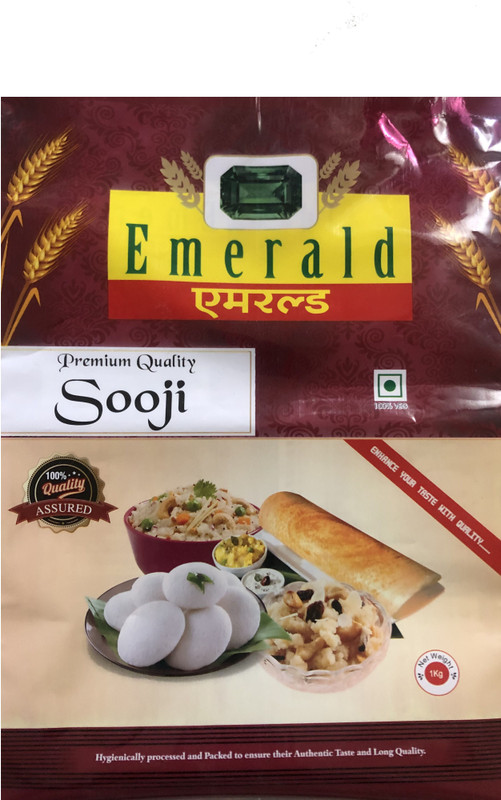 Emerald
एमरल्ड
Premium Quality
Sooji
100% VEG
100%
Quality
ASSURED
ENHANCE YOUR TASTE WITH QUALITY......
Net Weight
1Kg
Hygienically processed and Packed to ensure their Authentic Taste and Long Quality.